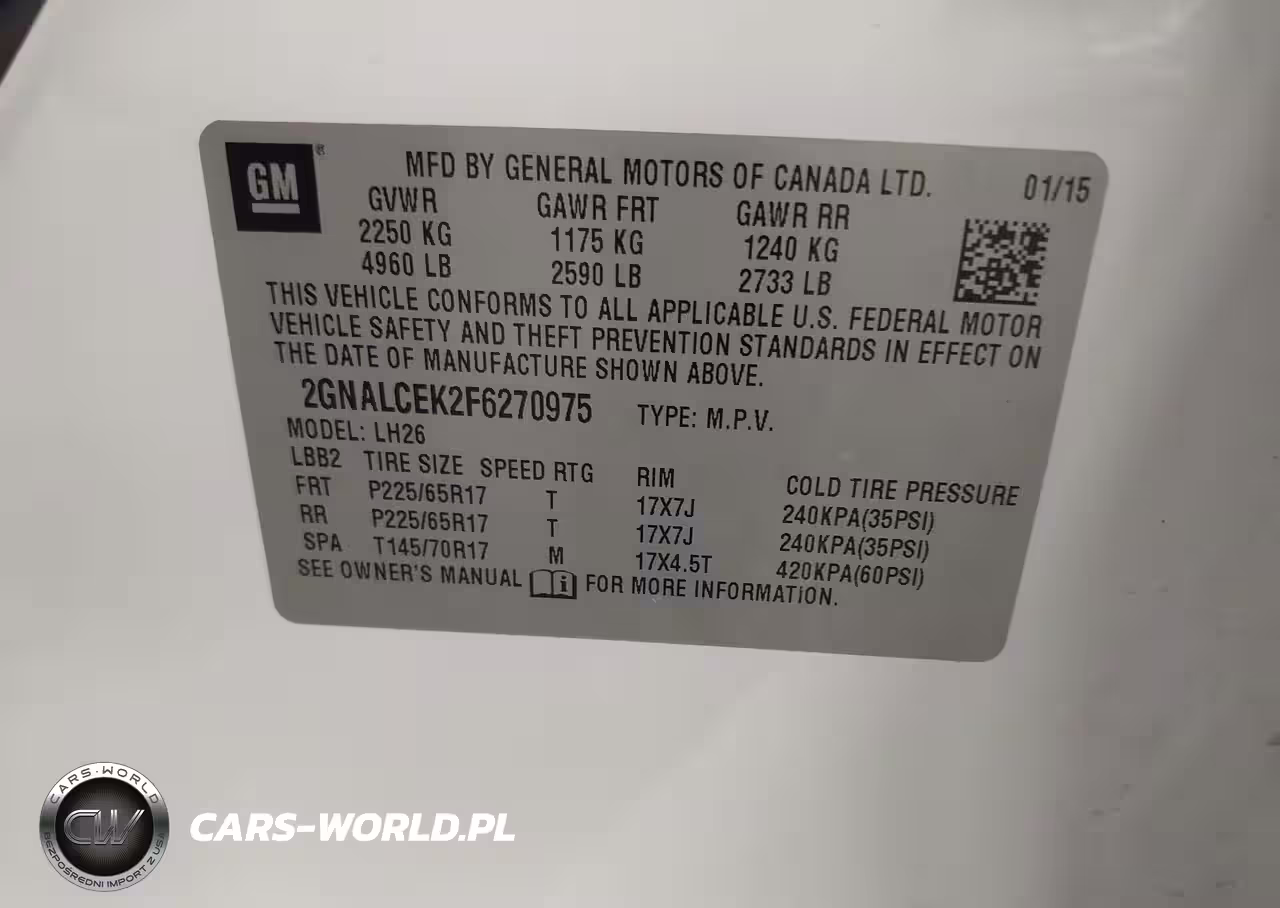 GM ®
MFD BY GENERAL MOTORS OF CANADA LTD. 01/15
GVWR GAWR FRT GAWR RR
2250 KG 1175 KG 1240 KG
4960 LB 2590 LB 2733 LB
THIS VEHICLE CONFORMS TO ALL APPLICABLE U.S. FEDERAL MOTOR
VEHICLE SAFETY AND THEFT PREVENTION STANDARDS IN EFFECT ON
THE DATE OF MANUFACTURE SHOWN ABOVE.
2GNALCEK2F6270975 TYPE: M.P.V.
MODEL: LH26
LBB2 TIRE SIZE SPEED RTG RIM COLD TIRE PRESSURE
FRT P225/65R17 T 17X7J 240KPA(35PSI)
RR P225/65R17 T 17X7J 240KPA(35PSI)
SPA T145/70R17 M 17X4.5T 420KPA(60PSI)
SEE OWNER'S MANUAL i FOR MORE INFORMATION.
CARS-WORLD
CW
BEZPOŚREDNI IMPORT Z USA
CARS-WORLD.PL